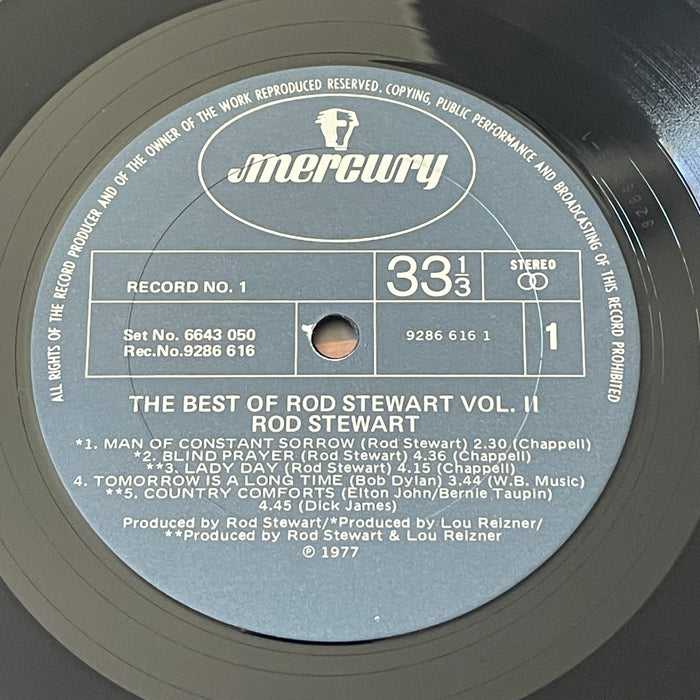 ALL RIGHTS OF THE RECORD PRODUCER AND OF THE OWNER OF THE WORK REPRODUCED RESERVED. COPYING, PUBLIC PERFORMANCE AND BROADCASTING OF THIS RECORD PROHIBITED
mercury
RECORD NO. 1
33 1/3
STEREO
Set No. 6643 050
Rec.No.9286 616
9286 616 1
1
THE BEST OF ROD STEWART VOL. II
ROD STEWART
*1. MAN OF CONSTANT SORROW (Rod Stewart) 2.30 (Chappell)
*2. BLIND PRAYER (Rod Stewart) 4.36 (Chappell)
**3. LADY DAY (Rod Stewart) 4.15 (Chappell)
4. TOMORROW IS A LONG TIME (Bob Dylan) 3.44 (W.B. Music)
**5. COUNTRY COMFORTS (Elton John/Bernie Taupin)
4.45 (Dick James)
Produced by Rod Stewart/*Produced by Lou Reizner/
**Produced by Rod Stewart & Lou Reizner
℗ 1977